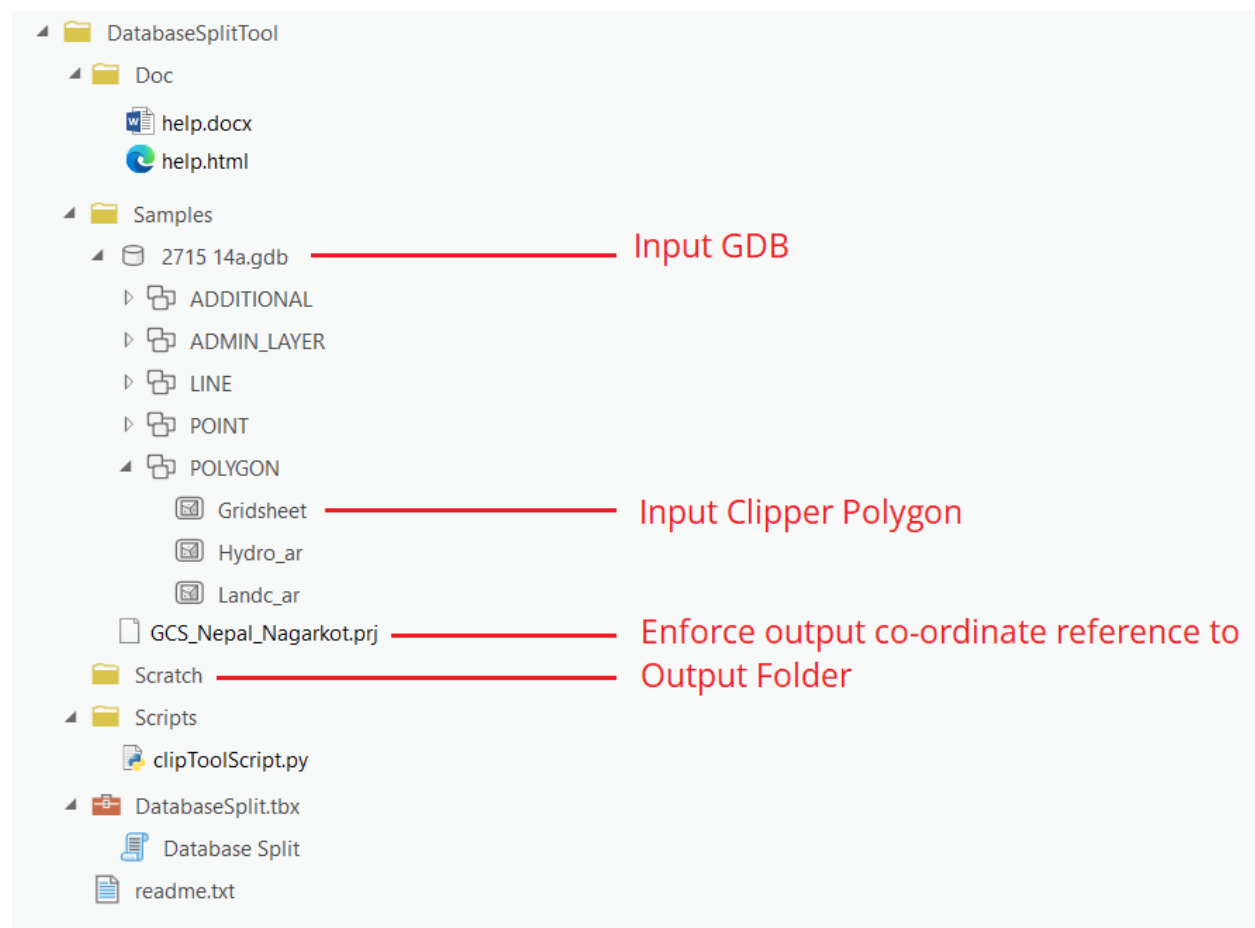 DatabaseSplitTool
Doc
help.docx
help.html
Samples
2715 14a.gdb
Input GDB
ADDITIONAL
ADMIN_LAYER
LINE
POINT
POLYGON
Gridsheet
Input Clipper Polygon
Hydro_ar
Landc_ar
GCS_Nepal_Nagarkot.prj
Enforce output co-ordinate reference to
Scratch
Output Folder
Scripts
clipToolScript.py
DatabaseSplit.tbx
Database Split
readme.txt